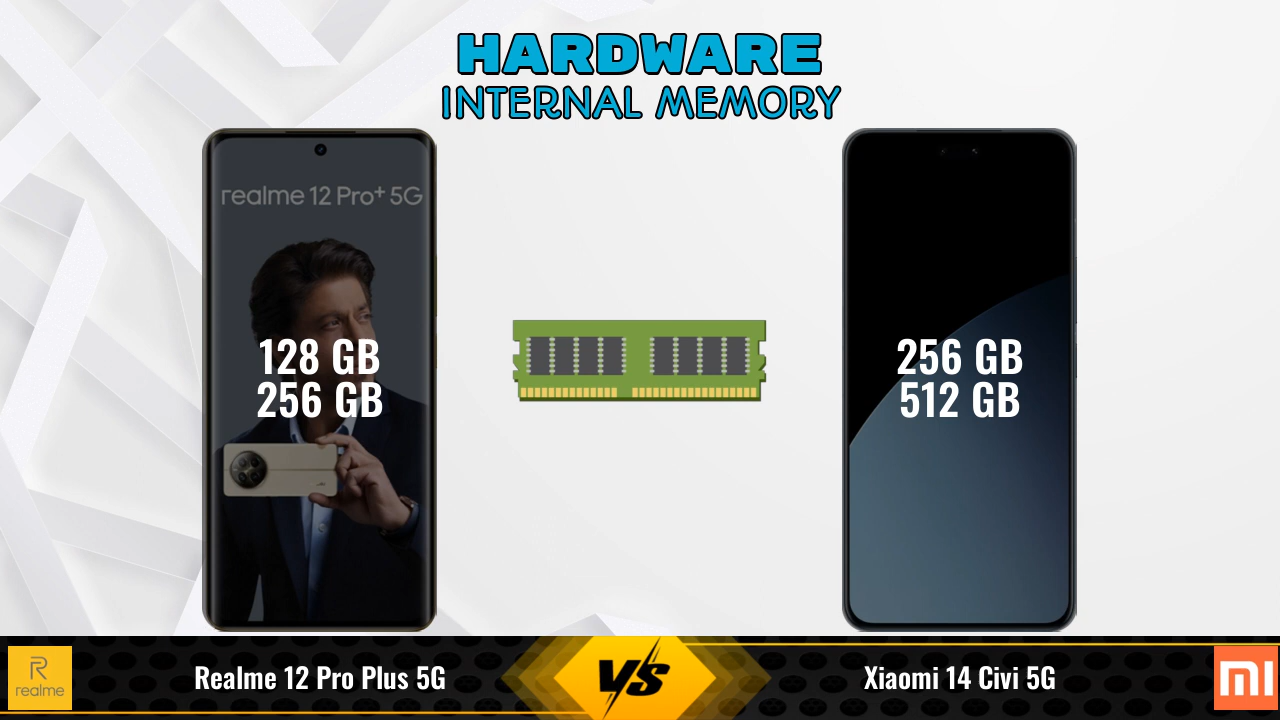 HARDWARE
INTERNAL MEMORY
realme 12 Pro+ 5G
128 GB
256 GB
256 GB
512 GB
R
realme
Realme 12 Pro Plus 5G
VS
Xiaomi 14 Civi 5G
mi